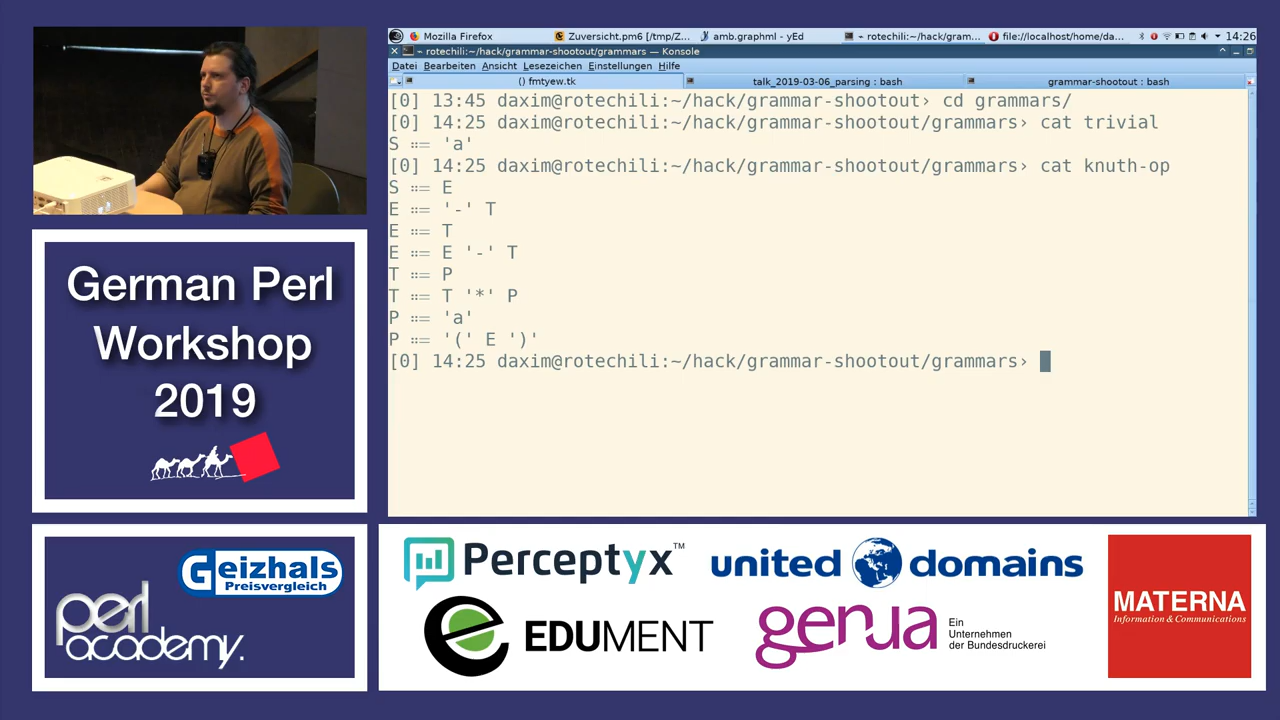 Mozilla Firefox
Zuversicht.pm6 [/tmp/Z...
amb.graphml - yEd
~ rotechili:~/hack/gram...
file://localhost/home/da...
14:26
~ rotechili:~/hack/grammar-shootout/grammars — Konsole
Datei Bearbeiten Ansicht Lesezeichen Einstellungen Hilfe
() fmtyew.tk
talk_2019-03-06_parsing : bash
grammar-shootout : bash
[0] 13:45 daxim@rotechili:~/hack/grammar-shootout› cd grammars/
[0] 14:25 daxim@rotechili:~/hack/grammar-shootout/grammars› cat trivial
S ⩴ 'a'
[0] 14:25 daxim@rotechili:~/hack/grammar-shootout/grammars› cat knuth-op
S ⩴ E
E ⩴ '-' T
E ⩴ T
E ⩴ E '-' T
T ⩴ P
T ⩴ T '*' P
P ⩴ 'a'
P ⩴ '(' E ')'
[0] 14:25 daxim@rotechili:~/hack/grammar-shootout/grammars›
German Perl
Workshop
2019
Geizhals
Preisvergleich
perl
academy.
Perceptyx™
united domains
EDUMENT
genua
Ein
Unternehmen
der Bundesdruckerei
MATERNA
Information & Communications